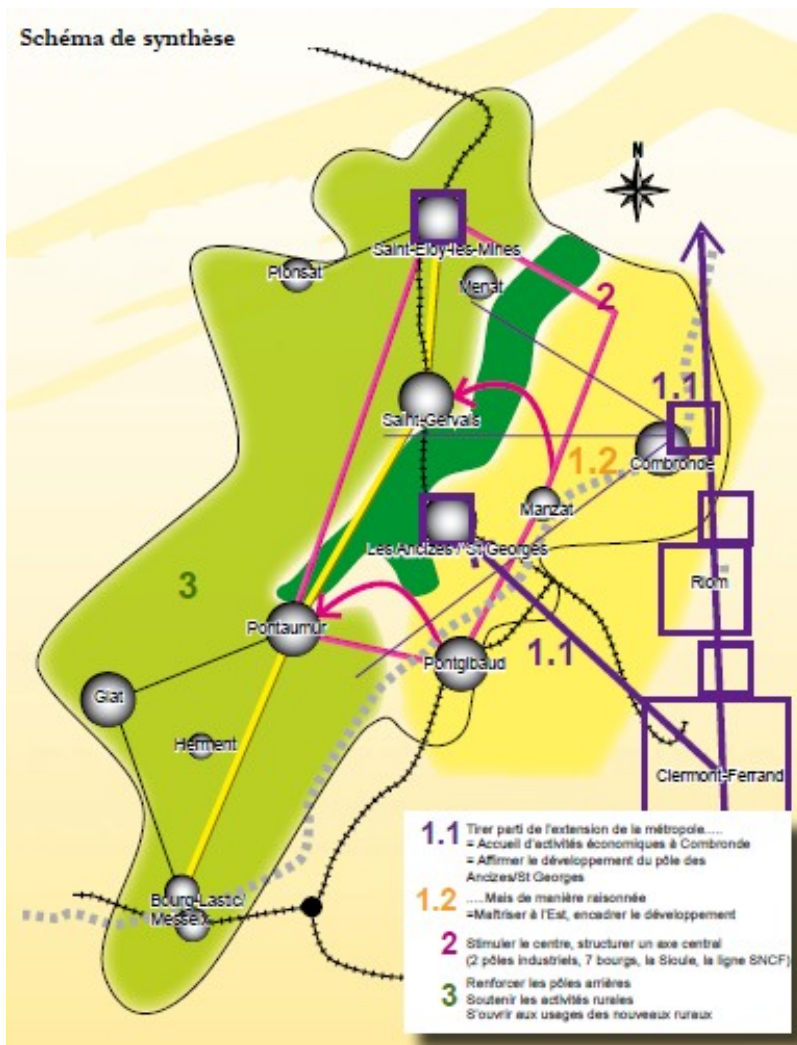 Schéma de synthèse
N
Saint-Eloy-les-Mines
Pionsat
Menat
2
1.1
Saint-Gervais
Combronde
1.2
Manzat
Les Ancizes / St Georges
Riom
3
Pontaumur
Pontgibaud
1.1
Giat
Herment
Clermont-Ferrand
Bourg-Lastic/
Messeix
1.1 Tirer parti de l'extension de la métropole.....
= Accueil d'activités économiques à Combronde
= Affirmer le développement du pôle des
Ancizes/St Georges
1.2 .....Mais de manière raisonnée
=Maîtriser à l'Est, encadrer le développement
2 Stimuler le centre, structurer un axe central
(2 pôles industriels, 7 bourgs, la Sioule, la ligne SNCF)
3 Renforcer les pôles arrières
Soutenir les activités rurales
S'ouvrir aux usages des nouveaux ruraux